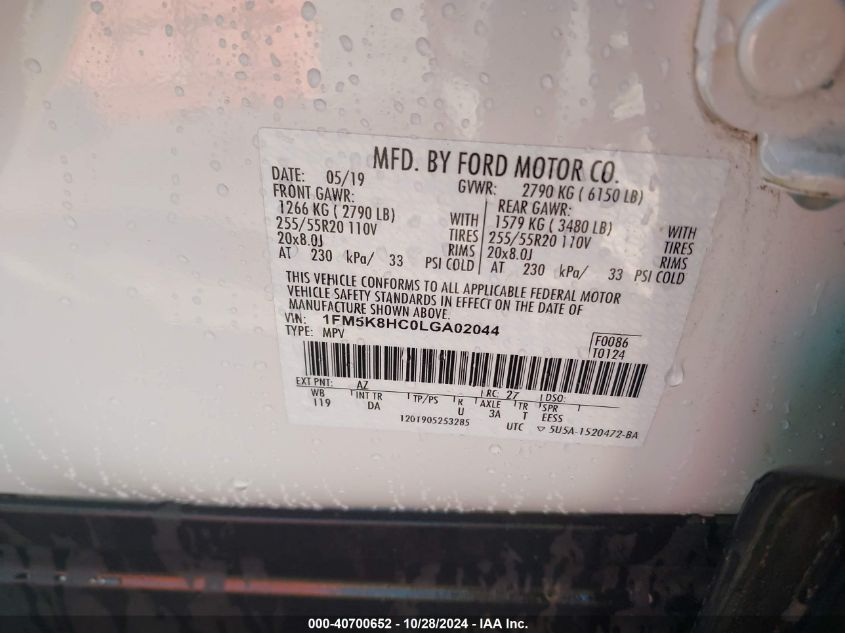 MFD. BY FORD MOTOR CO.
DATE: 05/19 GVWR: 2790 KG ( 6150 LB)
FRONT GAWR: REAR GAWR:
1266 KG ( 2790 LB) WITH 1579 KG ( 3480 LB) WITH
255/55R20 110V TIRES 255/55R20 110V TIRES
20x8.0J RIMS 20x8.0J RIMS
AT 230 kPa/ 33 PSI COLD AT 230 kPa/ 33 PSI COLD
THIS VEHICLE CONFORMS TO ALL APPLICABLE FEDERAL MOTOR
VEHICLE SAFETY STANDARDS IN EFFECT ON THE DATE OF
MANUFACTURE SHOWN ABOVE.
VIN: 1FM5K8HC0LGA02044
TYPE: MPV F0086
T0124
EXT PNT: AZ RC: 27 DSO:
WB INT TR TP/PS R AXLE TR SPR
119 DA U 3A T EESS
1201905253285 UTC ▽ 5U5A-1520472-BA
000-40700652 - 10/28/2024 - IAA Inc.